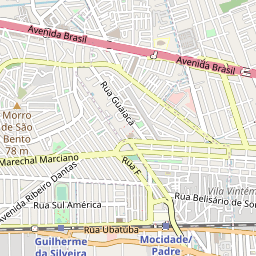 Avenida Brasil
Avenida Brasil
Rua Guaiaca
Morro
de São
Bento
78 m
Marechal Marciano
Rua F
Avenida Ribeiro Dantas
Vila Vintém
Rua Belisário de So
Rua Sul América
Rua Ubatuba
Guilherme
da Silveira
Mocidade/
Padre